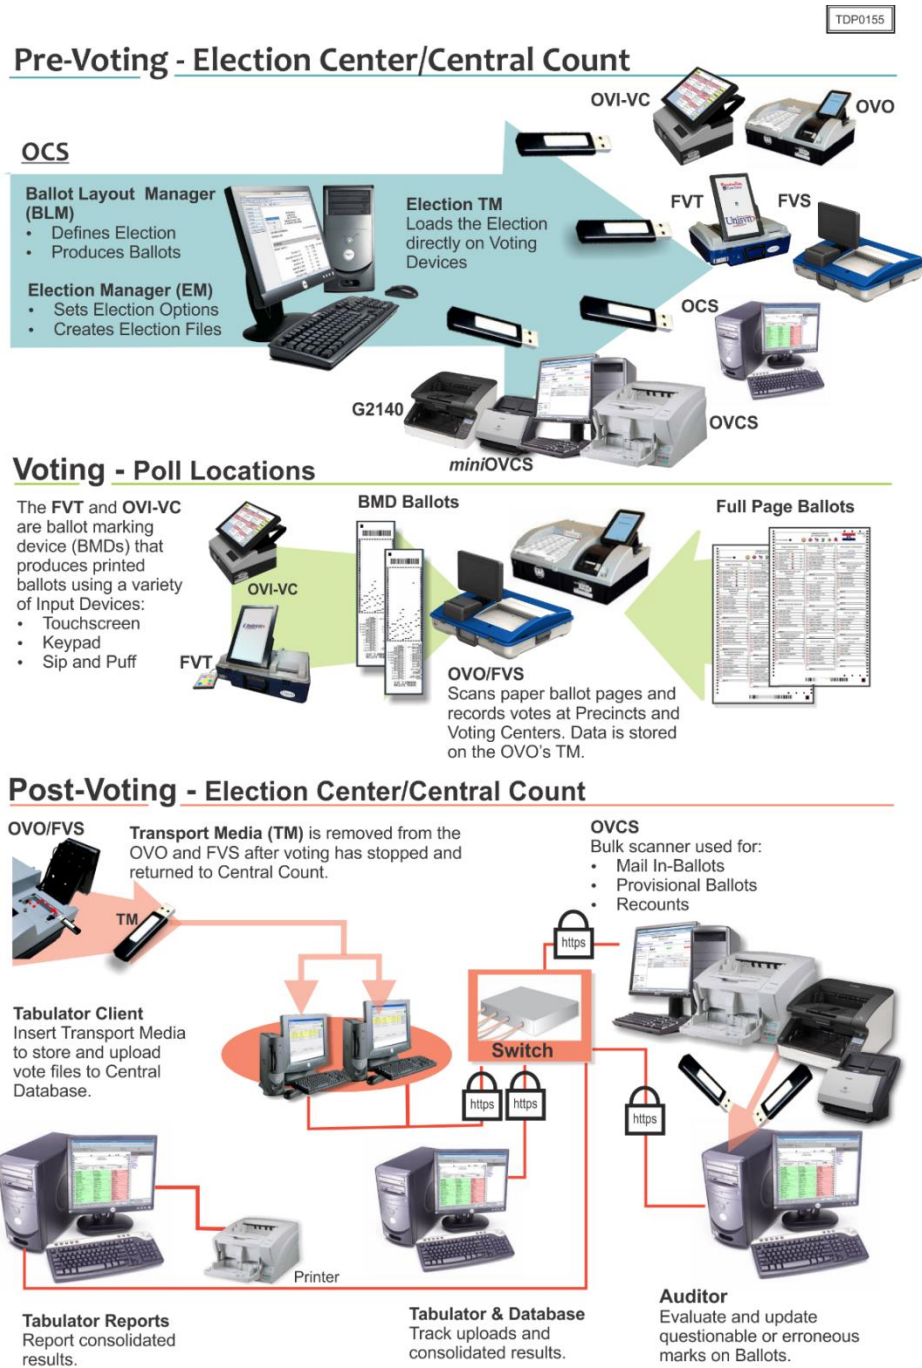 TDP0155
Pre-Voting - Election Center/Central Count
OVI-VC
OVO
OCS
Ballot Layout Manager
(BLM)
• Defines Election
• Produces Ballots
Election Manager (EM)
• Sets Election Options
• Creates Election Files
Election TM
Loads the Election
directly on Voting
Devices
FVT
FVS
Unisyn
OCS
G2140
OVCS
miniOVCS
Voting - Poll Locations
The FVT and OVI-VC
are ballot marking
device (BMDs) that
produces printed
ballots using a variety
of Input Devices:
• Touchscreen
• Keypad
• Sip and Puff
OVI-VC
FVT
BMD Ballots
Full Page Ballots
OVO/FVS
Scans paper ballot pages and
records votes at Precincts and
Voting Centers. Data is stored
on the OVO's TM.
Post-Voting - Election Center/Central Count
OVO/FVS
TM
Transport Media (TM) is removed from the
OVO and FVS after voting has stopped and
returned to Central Count.
OVCS
Bulk scanner used for:
• Mail In-Ballots
• Provisional Ballots
• Recounts
https
Tabulator Client
Insert Transport Media
to store and upload
vote files to Central
Database.
Switch
https
https
https
Printer
Tabulator Reports
Report consolidated
results.
Tabulator & Database
Track uploads and
consolidated results.
Auditor
Evaluate and update
questionable or erroneous
marks on Ballots.